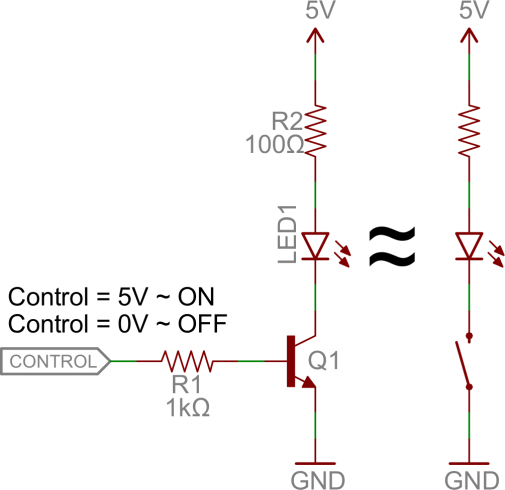 5V
5V
R2
100Ω
LED1
≈
Control = 5V ~ ON
Control = 0V ~ OFF
CONTROL
R1
1kΩ
Q1
GND
GND